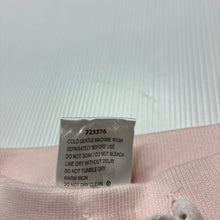 725376
COLD GENTLE MACHINE WASH
SEPARATELY BEFORE USE
DO NOT SOAK / DO NOT BLEACH
LINE DRY WITHOUT DELAY
DO NOT TUMBLE DRY
WARM IRON
DO NOT DRY CLEAN